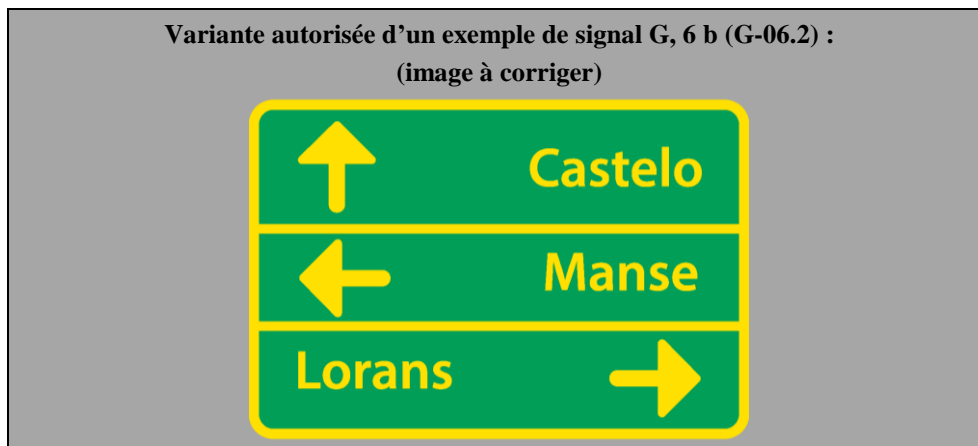 Variante autorisée d’un exemple de signal G, 6 b (G-06.2) :
(image à corriger)
Castelo
Manse
Lorans